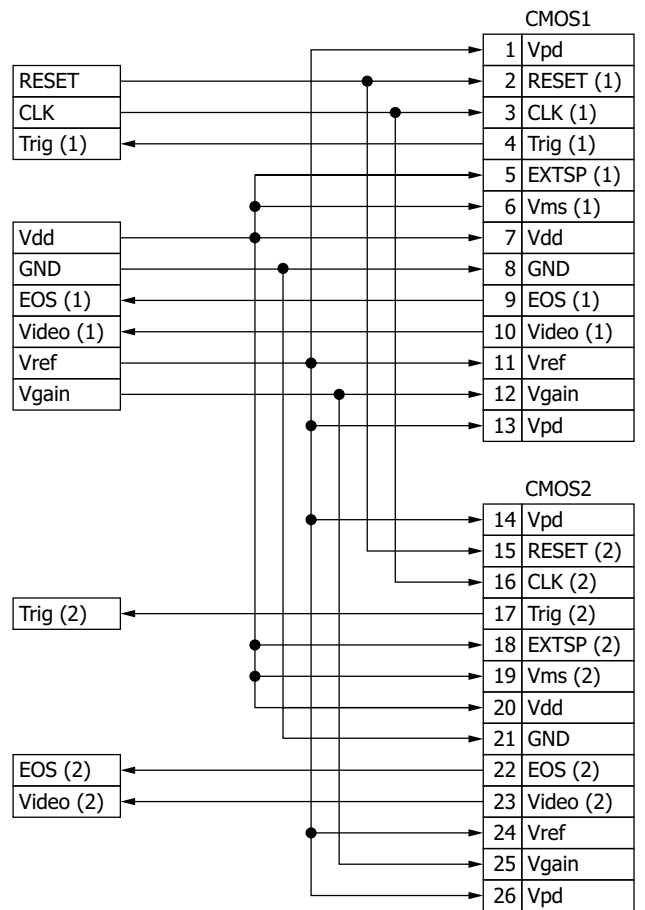 CMOS1
1 Vpd
RESET 2 RESET (1)
CLK 3 CLK (1)
Trig (1) 4 Trig (1)
5 EXTSP (1)
6 Vms (1)
Vdd 7 Vdd
GND 8 GND
EOS (1) 9 EOS (1)
Video (1) 10 Video (1)
Vref 11 Vref
Vgain 12 Vgain
13 Vpd
CMOS2
14 Vpd
15 RESET (2)
16 CLK (2)
Trig (2) 17 Trig (2)
18 EXTSP (2)
19 Vms (2)
20 Vdd
21 GND
EOS (2) 22 EOS (2)
Video (2) 23 Video (2)
24 Vref
25 Vgain
26 Vpd